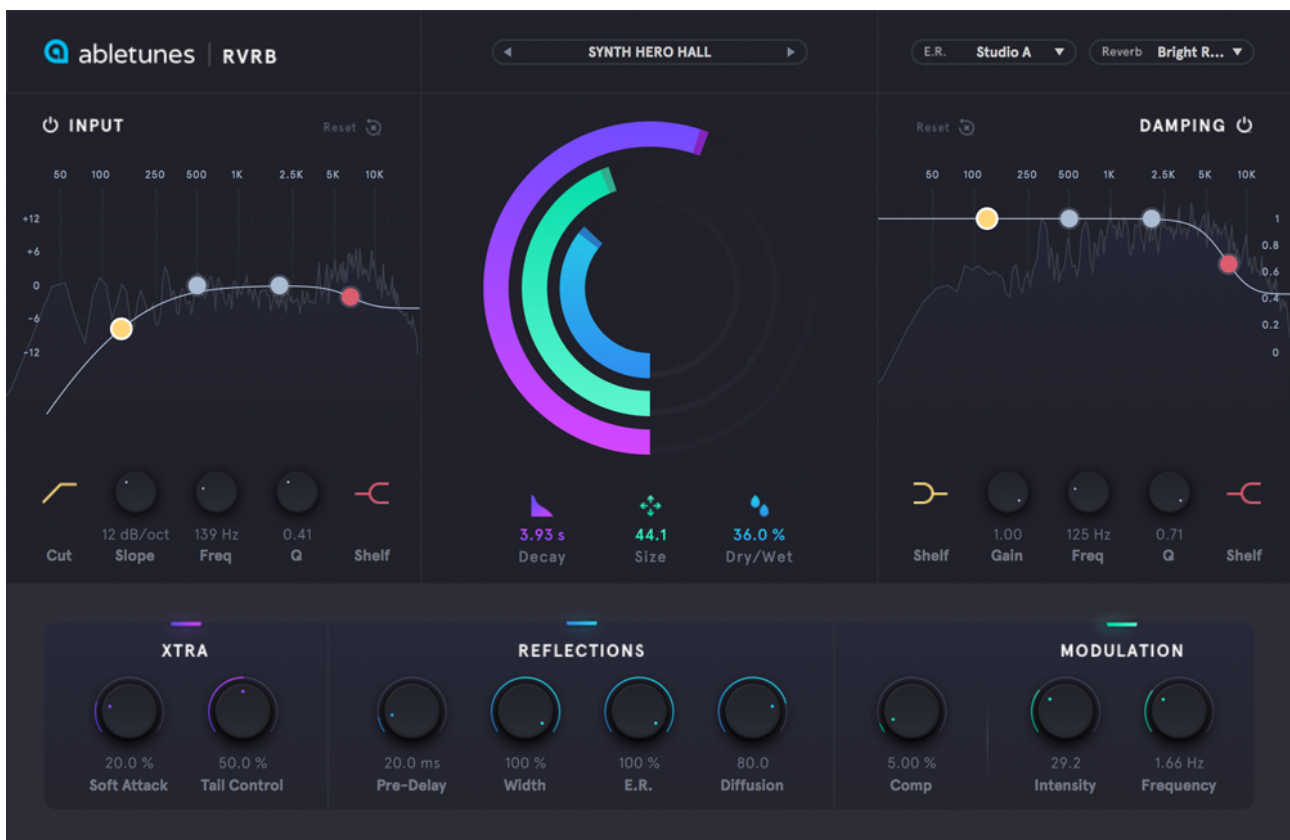 abletunes | RVRB
SYNTH HERO HALL
E.R. Studio A
Reverb Bright R...
INPUT
Reset
50 100 250 500 1K 2.5K 5K 10K
+12
+6
0
-6
-12
12 dB/oct 139 Hz 0.41
Cut Slope Freq Q Shelf
3.93 s 44.1 36.0 %
Decay Size Dry/Wet
Reset
DAMPING
50 100 250 500 1K 2.5K 5K 10K
1
0.8
0.6
0.4
0.2
0
1.00 125 Hz 0.71
Shelf Gain Freq Q Shelf
XTRA
20.0 % 50.0 %
Soft Attack Tail Control
REFLECTIONS
20.0 ms 100 % 100 % 80.0
Pre-Delay Width E.R. Diffusion
MODULATION
5.00 % 29.2 1.66 Hz
Comp Intensity Frequency